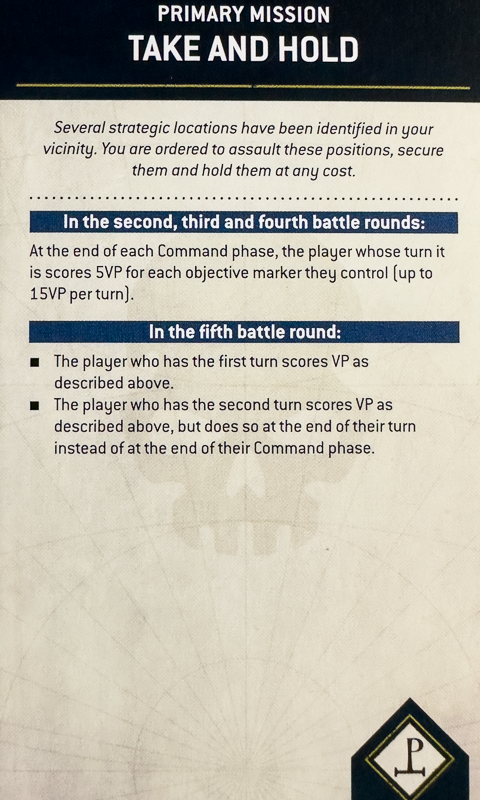 PRIMARY MISSION
TAKE AND HOLD
Several strategic locations have been identified in your
vicinity. You are ordered to assault these positions, secure
them and hold them at any cost.
In the second, third and fourth battle rounds:
At the end of each Command phase, the player whose turn it
is scores 5VP for each objective marker they control (up to
15VP per turn).
In the fifth battle round:
■ The player who has the first turn scores VP as
described above.
■ The player who has the second turn scores VP as
described above, but does so at the end of their turn
instead of at the end of their Command phase.
P